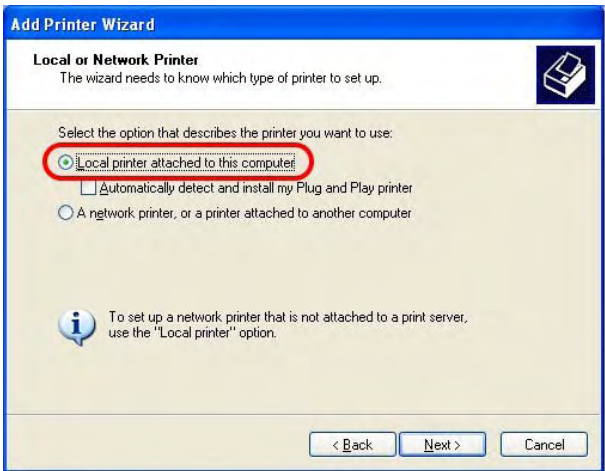 Add Printer Wizard
Local or Network Printer
The wizard needs to know which type of printer to set up.
Select the option that describes the printer you want to use:
Local printer attached to this computer
Automatically detect and install my Plug and Play printer
A network printer, or a printer attached to another computer
To set up a network printer that is not attached to a print server,
use the "Local printer" option.
< Back
Next >
Cancel